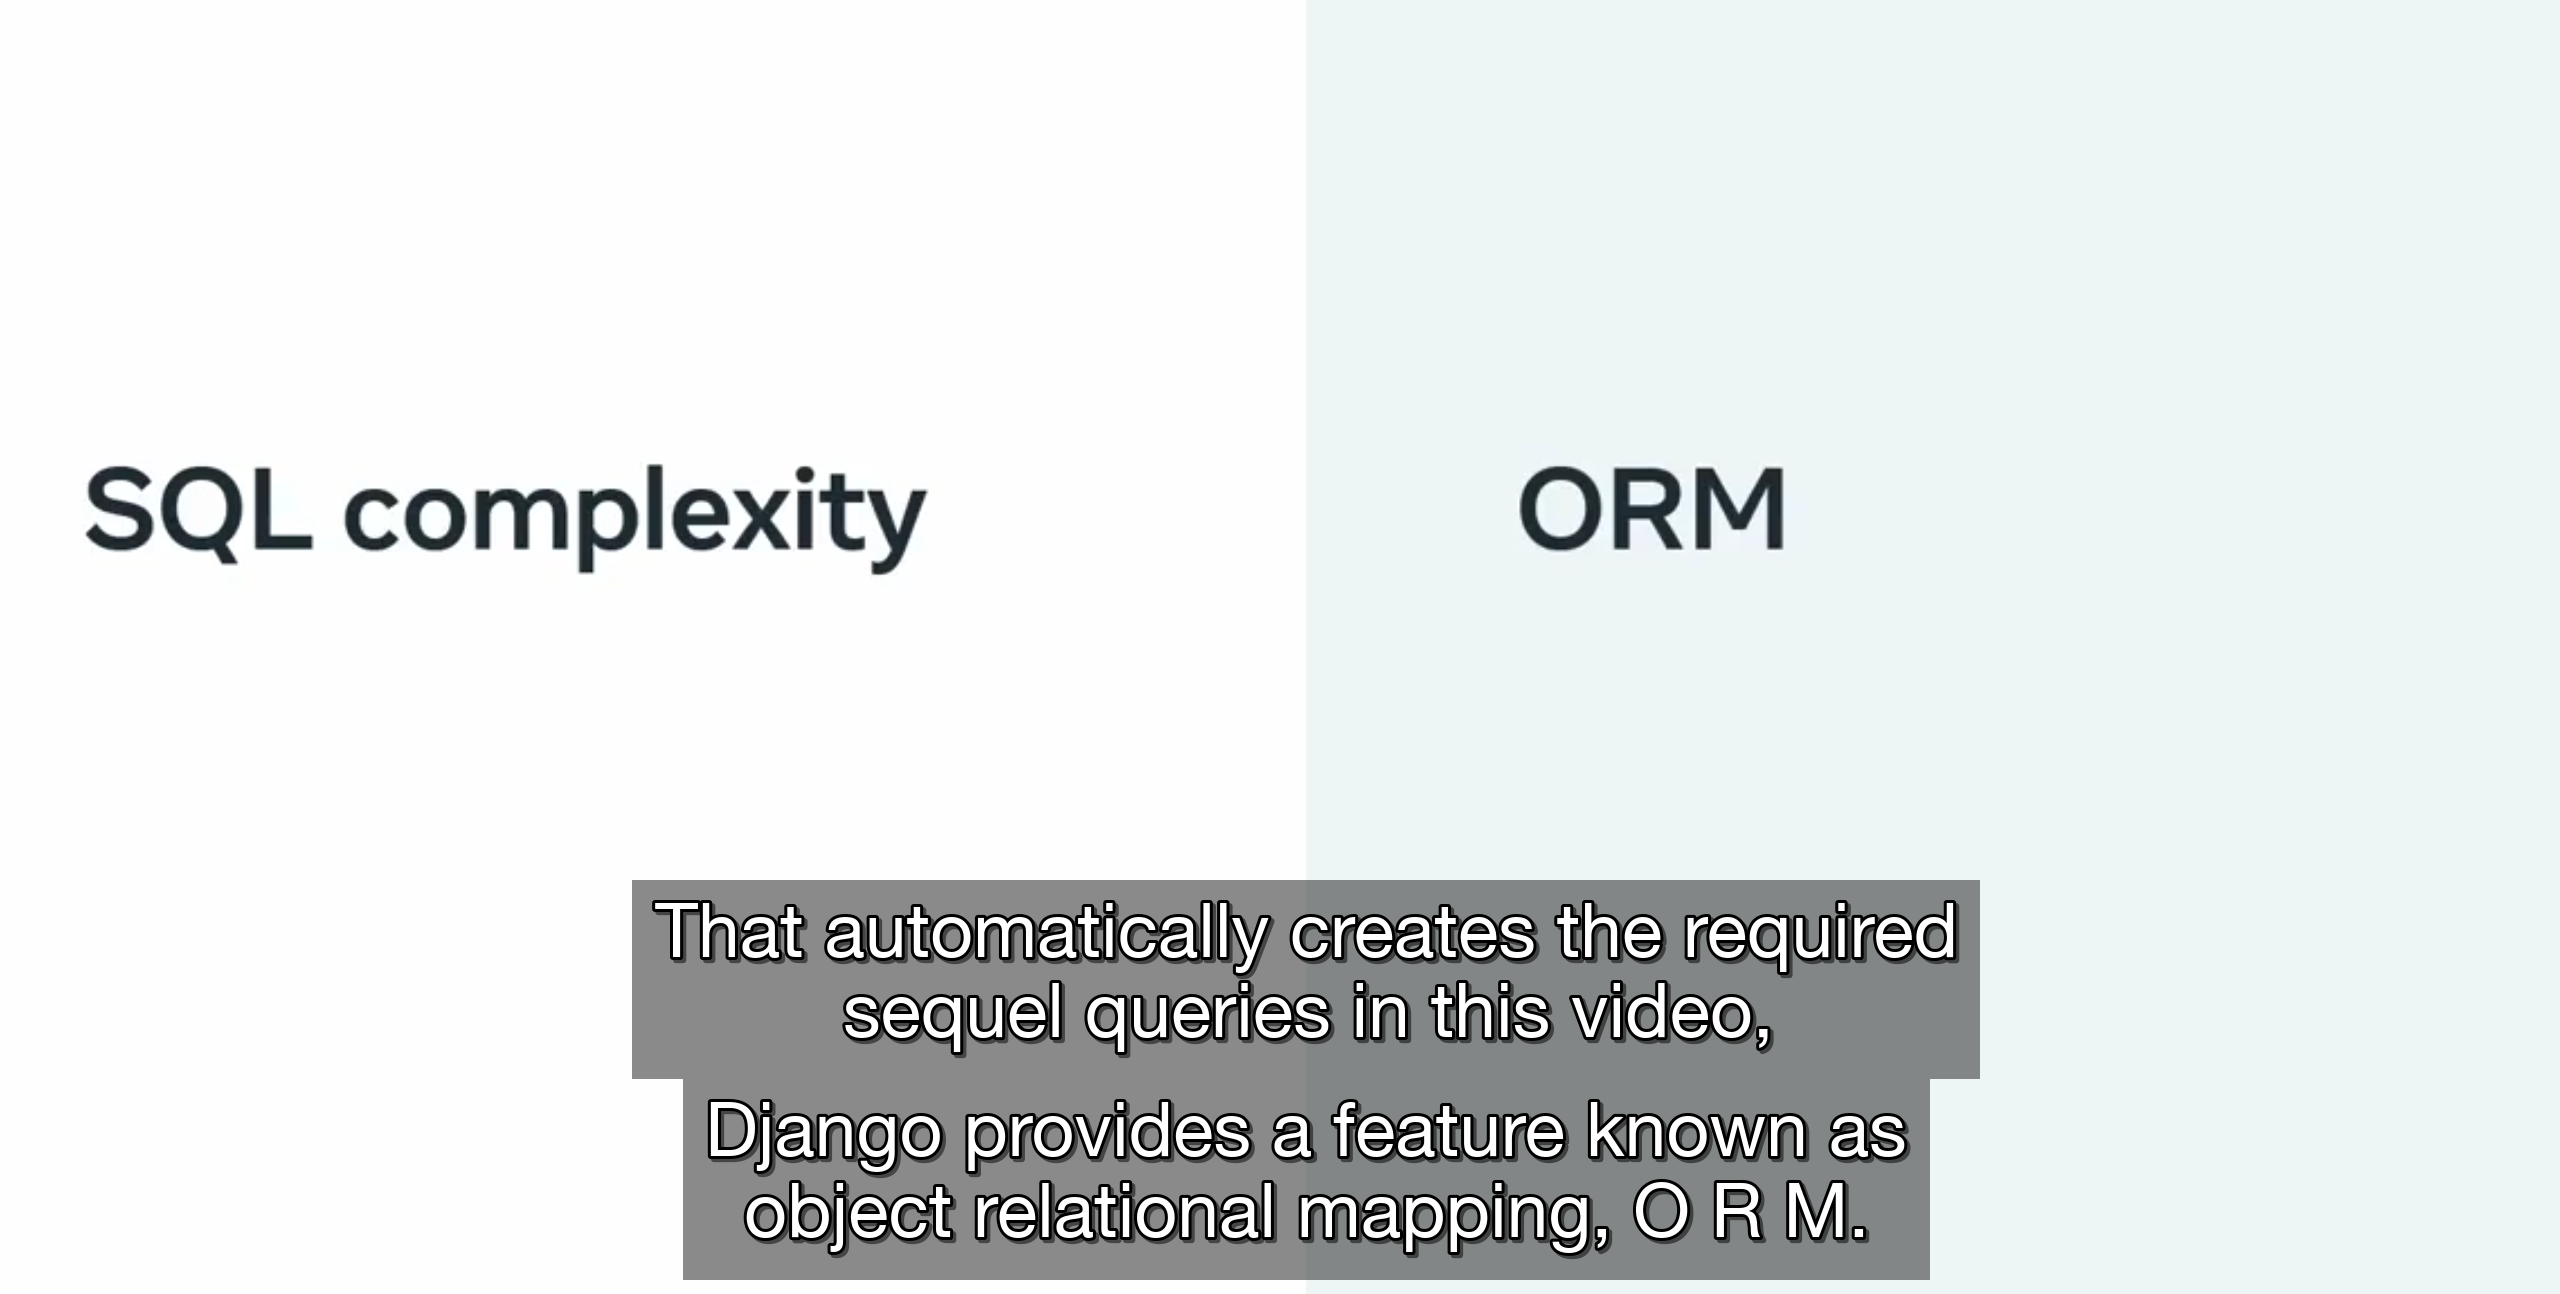 SQL complexity
ORM
That automatically creates the required
sequel queries in this video,
Django provides a feature known as
object relational mapping, O R M.